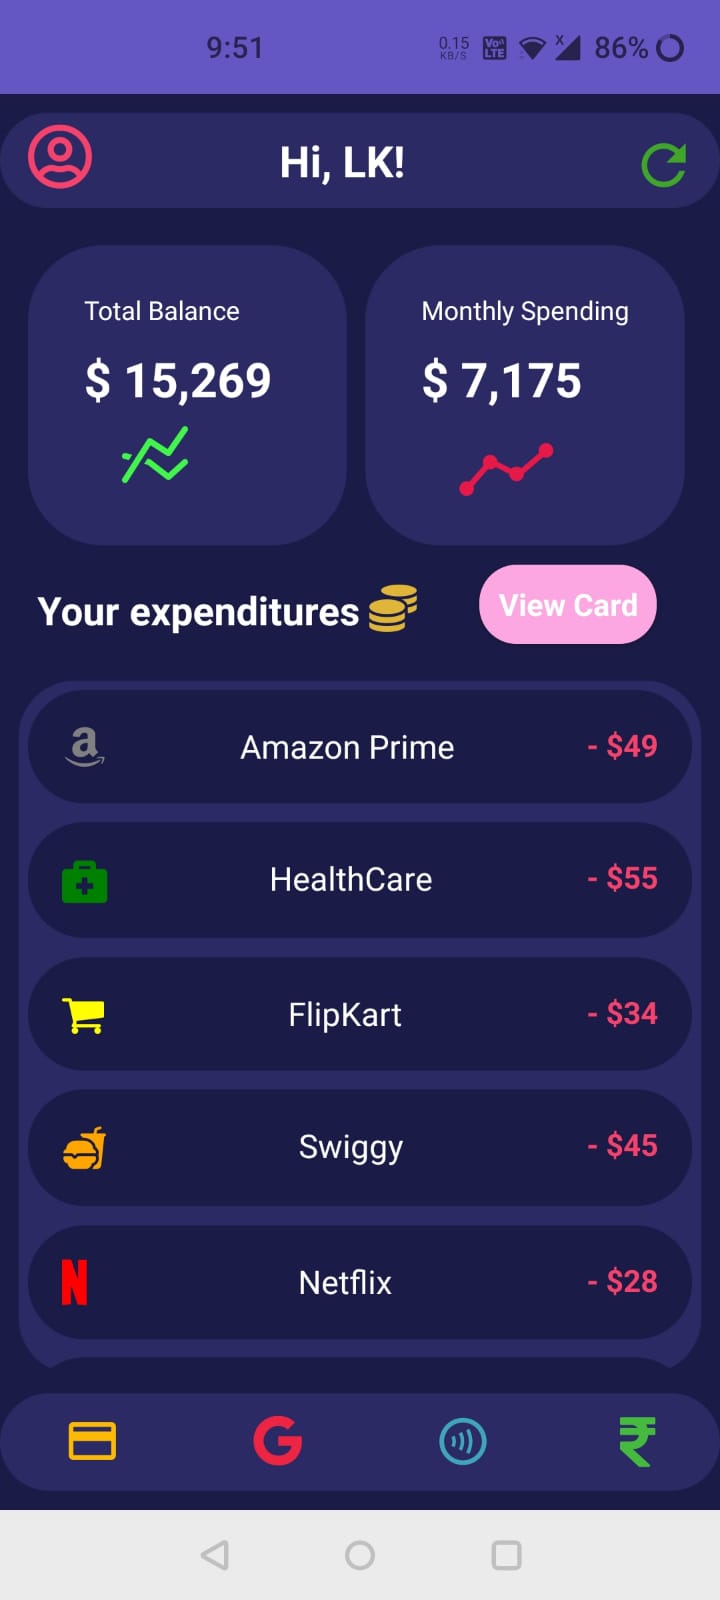 9:51 0.15 KB/S Vo LTE X 86%
Hi, LK!
Total Balance Monthly Spending
$ 15,269 $ 7,175
Your expenditures View Card
a Amazon Prime - $49
HealthCare - $55
FlipKart - $34
Swiggy - $45
N Netflix - $28
G ₹